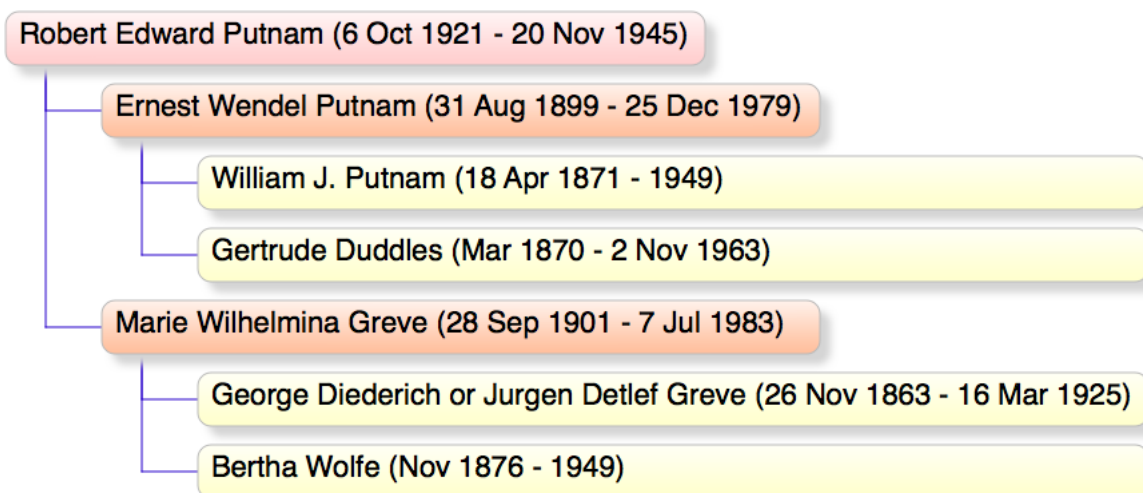 Robert Edward Putnam (6 Oct 1921 - 20 Nov 1945)
Ernest Wendel Putnam (31 Aug 1899 - 25 Dec 1979)
William J. Putnam (18 Apr 1871 - 1949)
Gertrude Duddles (Mar 1870 - 2 Nov 1963)
Marie Wilhelmina Greve (28 Sep 1901 - 7 Jul 1983)
George Diederich or Jurgen Detlef Greve (26 Nov 1863 - 16 Mar 1925)
Bertha Wolfe (Nov 1876 - 1949)